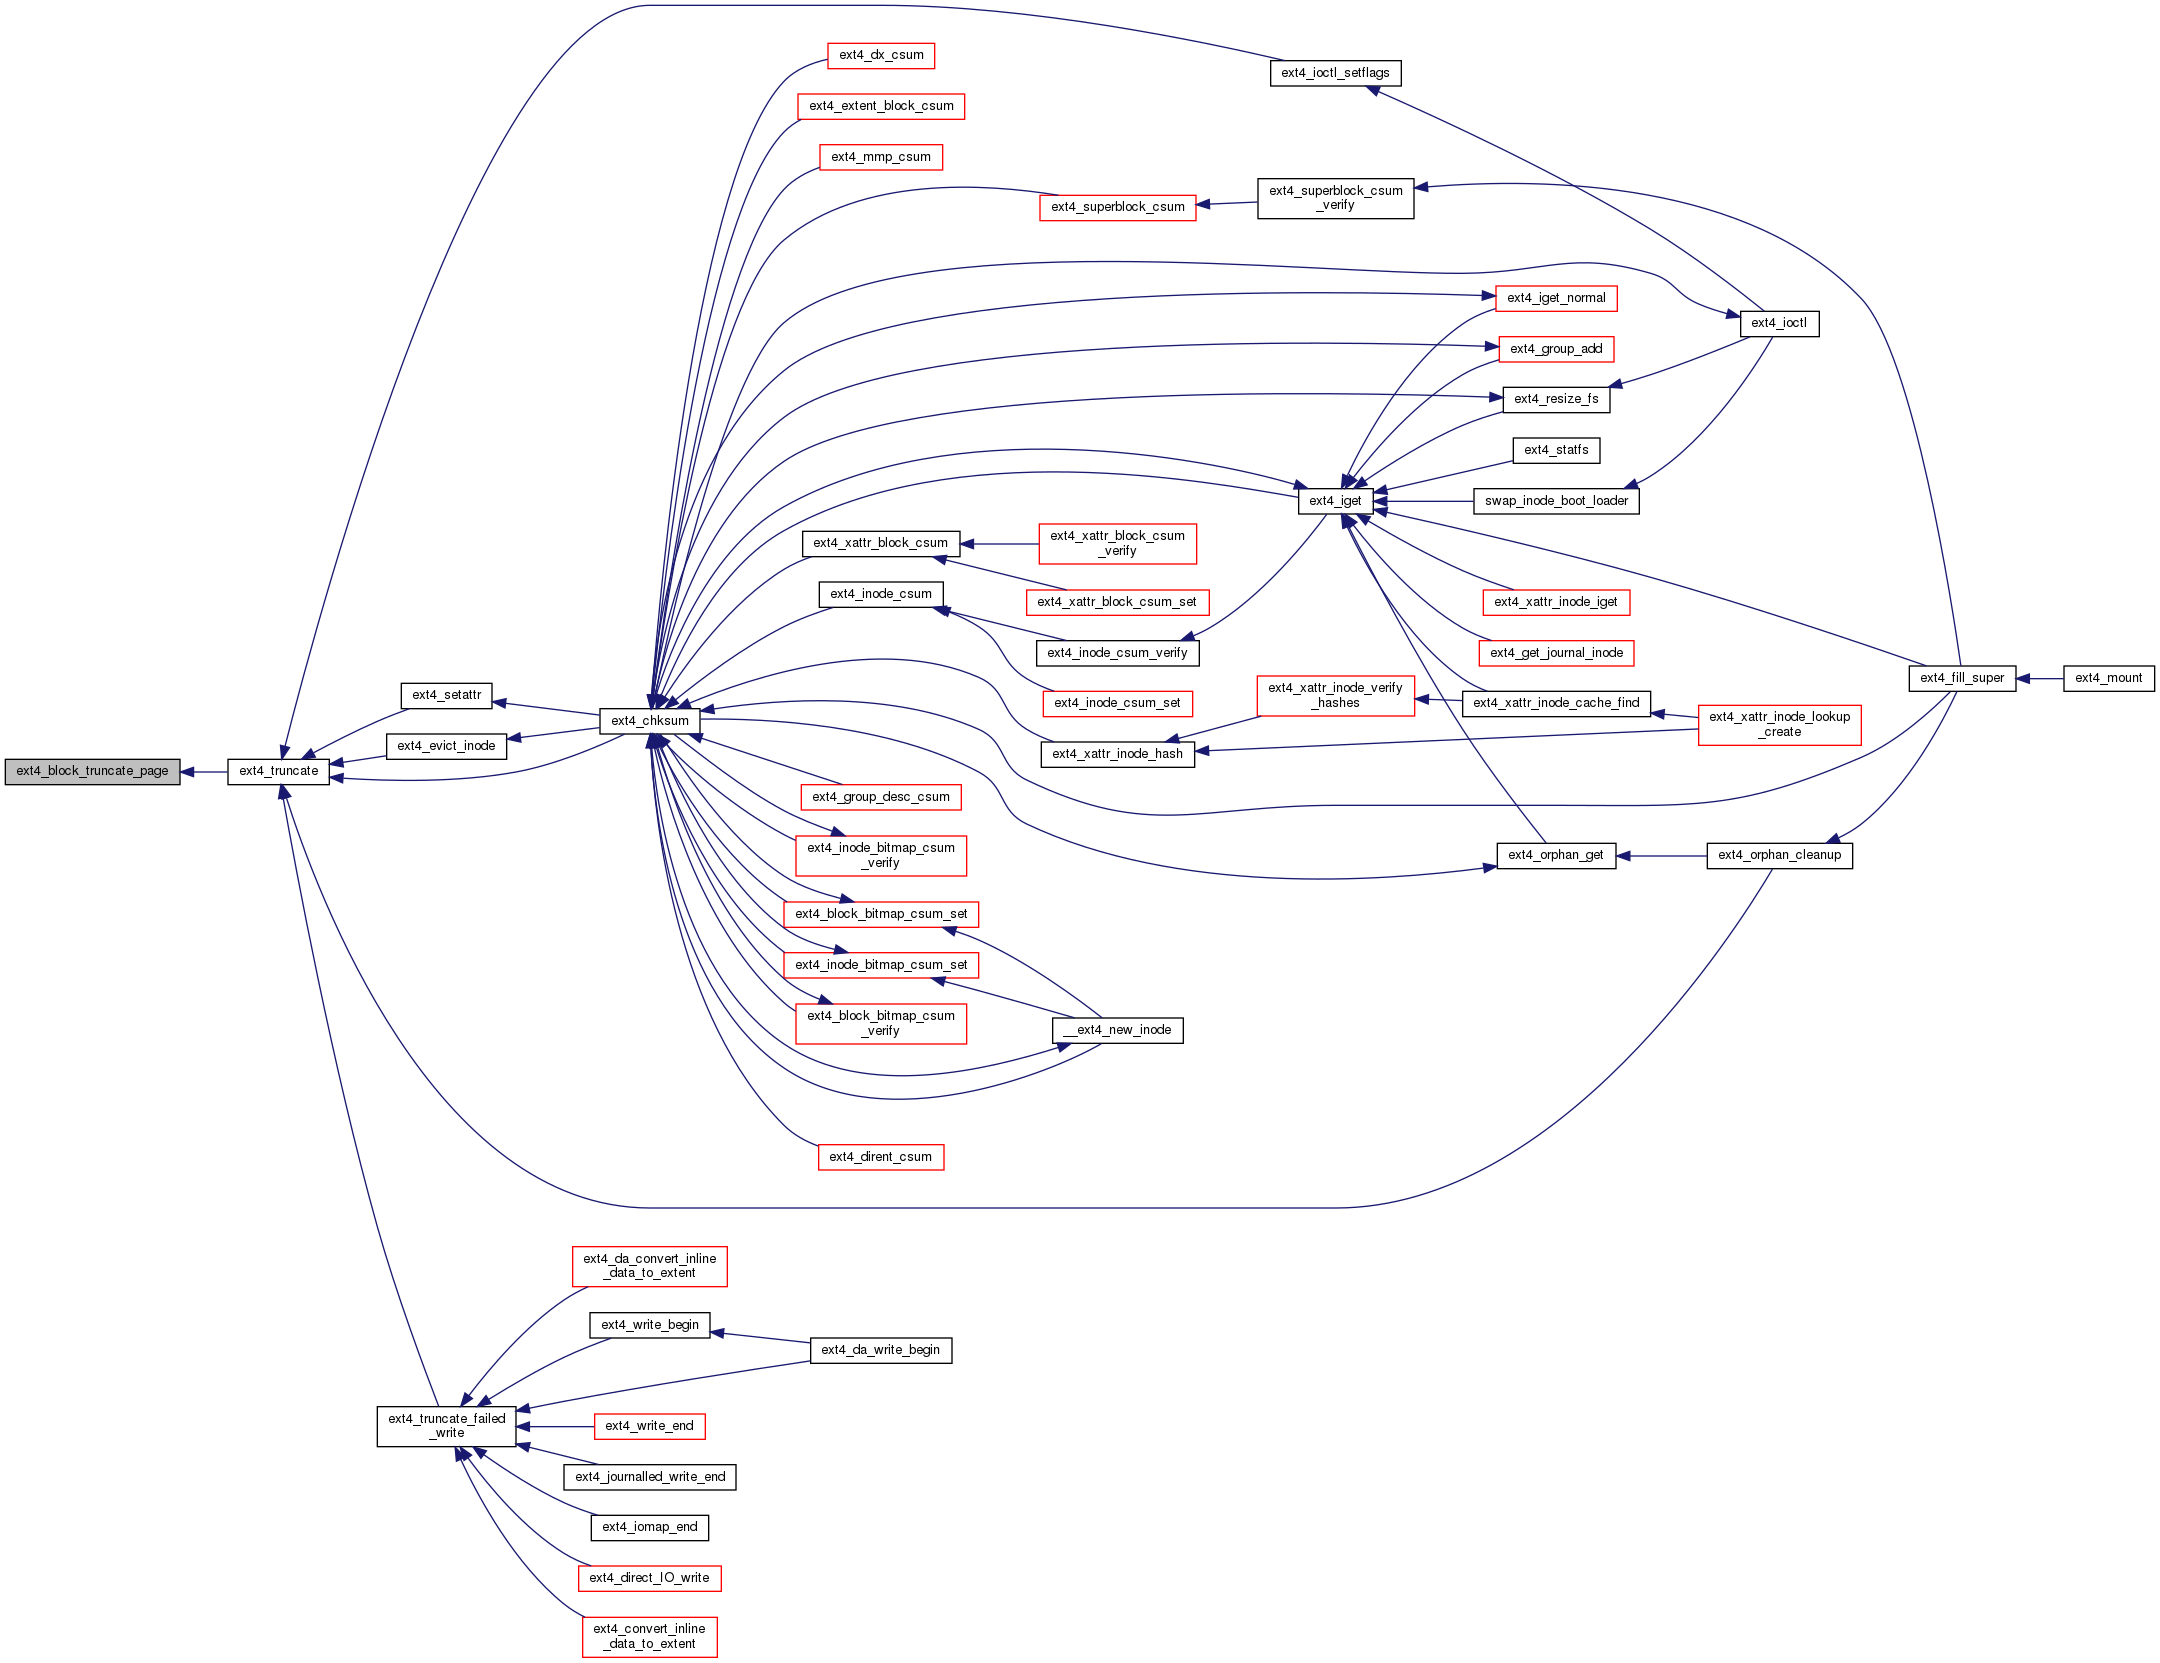 ext4_dx_csum
ext4_ioctl_setflags
ext4_extent_block_csum
ext4_mmp_csum
ext4_superblock_csum
ext4_superblock_csum
_verify
ext4_iget_normal
ext4_ioctl
ext4_group_add
ext4_resize_fs
ext4_statfs
ext4_iget
swap_inode_boot_loader
ext4_xattr_block_csum
ext4_xattr_block_csum
_verify
ext4_inode_csum
ext4_xattr_block_csum_set
ext4_xattr_inode_iget
ext4_inode_csum_verify
ext4_get_journal_inode
ext4_fill_super
ext4_mount
ext4_setattr
ext4_inode_csum_set
ext4_xattr_inode_verify
_hashes
ext4_xattr_inode_cache_find
ext4_chksum
ext4_xattr_inode_lookup
_create
ext4_evict_inode
ext4_xattr_inode_hash
ext4_block_truncate_page
ext4_truncate
ext4_group_desc_csum
ext4_inode_bitmap_csum
_verify
ext4_orphan_get
ext4_orphan_cleanup
ext4_block_bitmap_csum_set
ext4_inode_bitmap_csum_set
ext4_block_bitmap_csum
_verify
__ext4_new_inode
ext4_dirent_csum
ext4_da_convert_inline
_data_to_extent
ext4_write_begin
ext4_da_write_begin
ext4_truncate_failed
_write
ext4_write_end
ext4_journalled_write_end
ext4_iomap_end
ext4_direct_IO_write
ext4_convert_inline
_data_to_extent